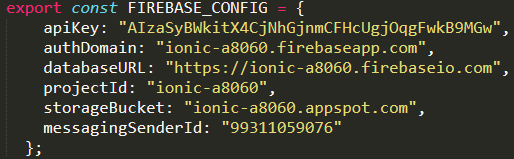 export const FIREBASE_CONFIG = {
apiKey: "AIzaSyBWkitX4CjNhGjnmCFHcUgjOqgFwkB9MGw",
authDomain: "ionic-a8060.firebaseapp.com",
databaseURL: "https://ionic-a8060.firebaseio.com",
projectId: "ionic-a8060",
storageBucket: "ionic-a8060.appspot.com",
messagingSenderId: "99311059076"
};